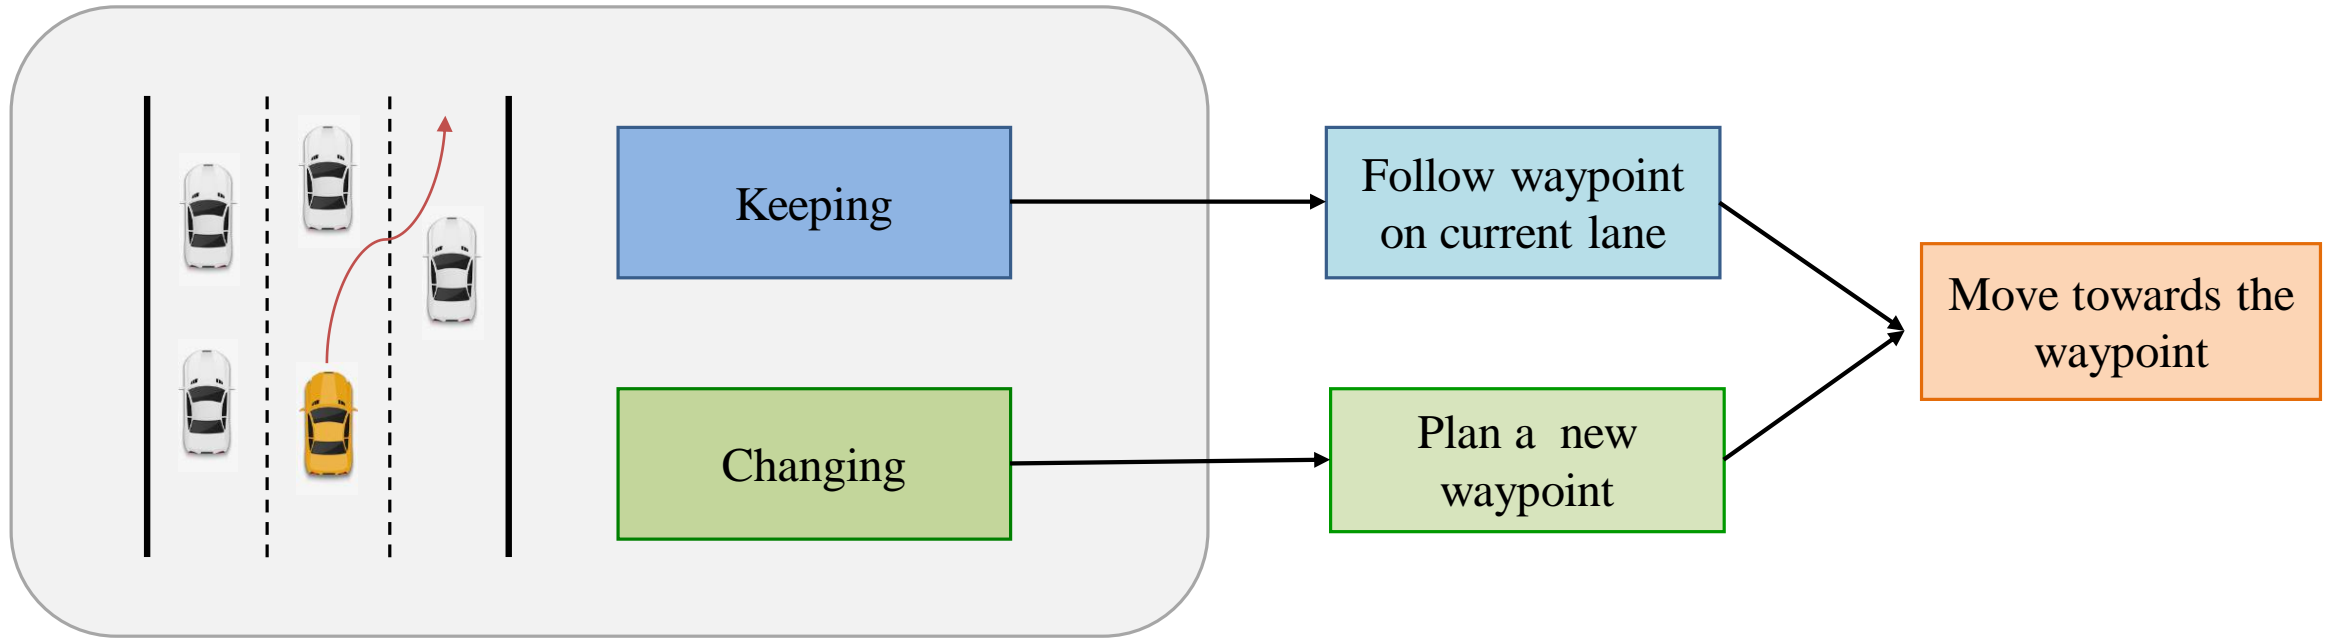 Keeping
Follow waypoint
on current lane
Move towards the
waypoint
Changing
Plan a  new
waypoint